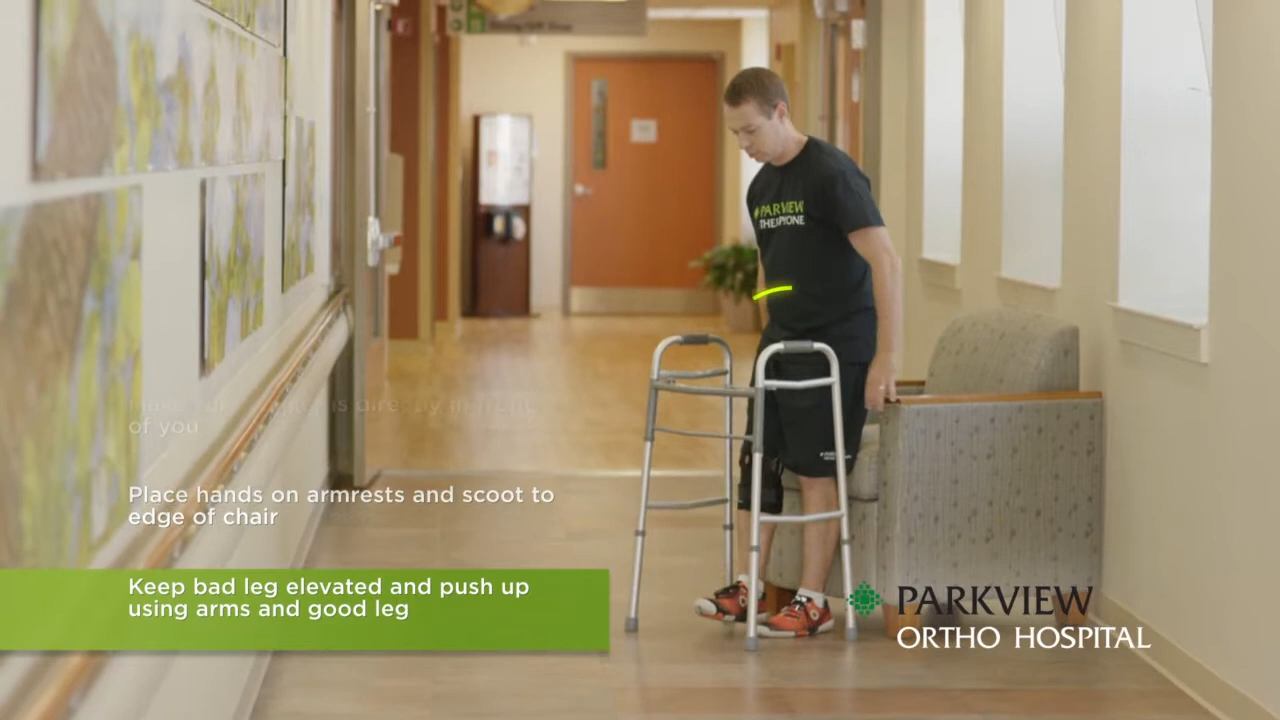 PARKVIEW
of you
Place hands on armrests and scoot to
edge of chair
Keep bad leg elevated and push up
using arms and good leg
PARKVIEW
ORTHO HOSPITAL